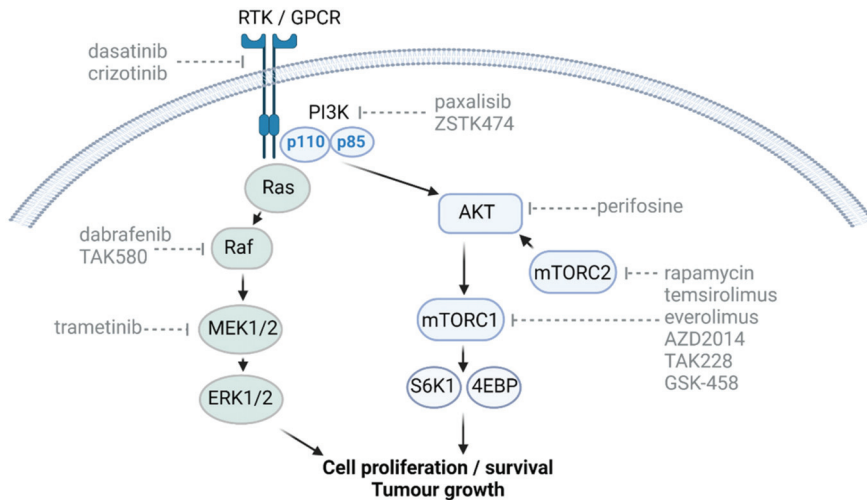 RTK / GPCR
dasatinib
crizotinib
PI3K
paxalisib
ZSTK474
p110
p85
Ras
AKT
perifosine
dabrafenib
TAK580
Raf
mTORC2
rapamycin
temsirolimus
everolimus
AZD2014
TAK228
GSK-458
trametinib
MEK1/2
mTORC1
ERK1/2
S6K1
4EBP
Cell proliferation / survival
Tumour growth